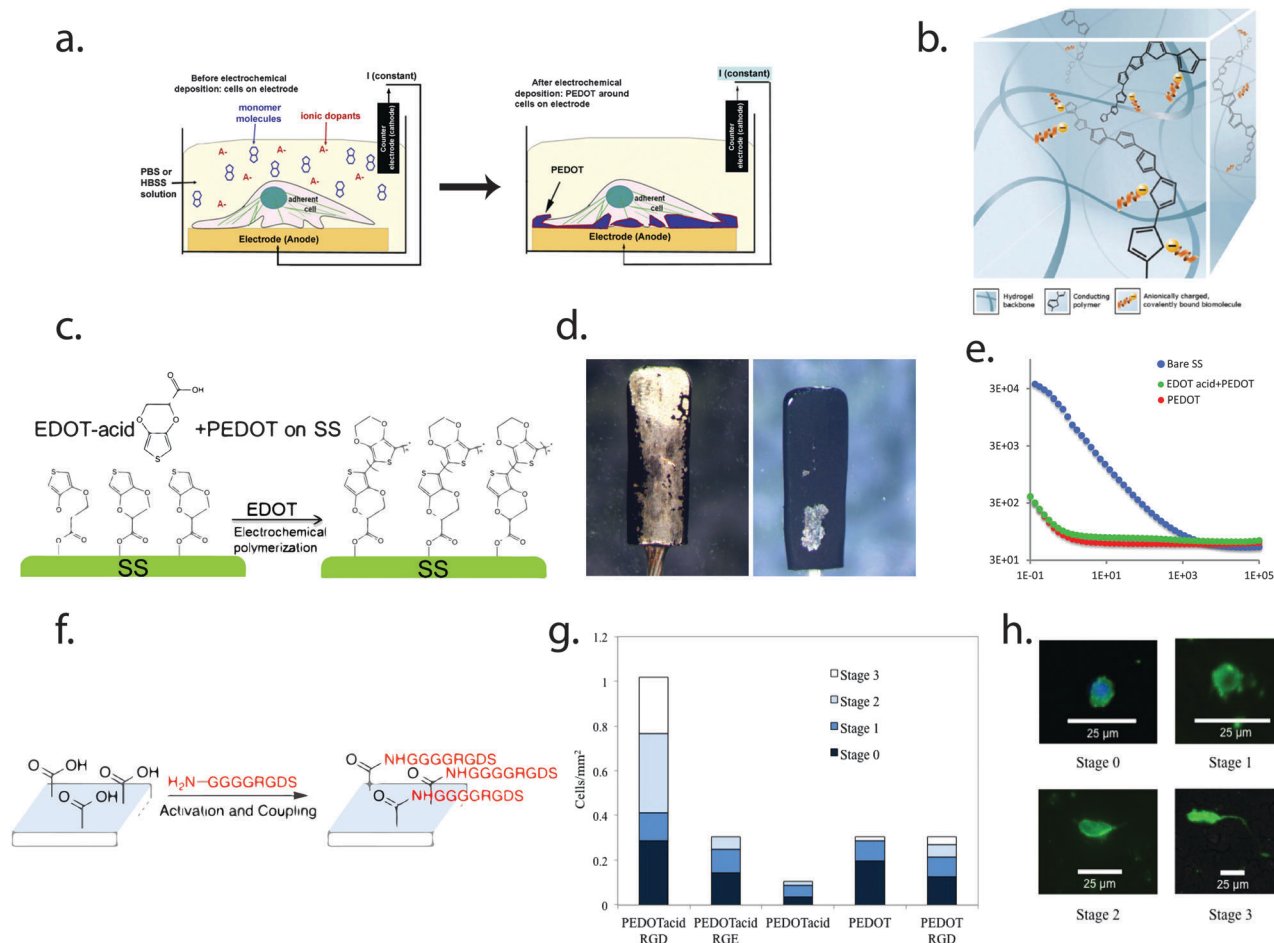 a.
Before electrochemical
deposition: cells on electrode
I (constant)
monomer
molecules
ionic dopants
A- A- A- A- A- A- A-
Counter
electrode (cathode)
PBS or
HBSS
solution
adherent
cell
Electrode (Anode)
After electrochemical
deposition: PEDOT around
cells on electrode
I (constant)
Counter
electrode (cathode)
PEDOT
adherent
cell
Electrode (Anode)
b.
Hydrogel
backbone
Conducting
polymer
Anionically charged,
covalently bound biomolecule
c.
O
OH
O
O
S
EDOT-acid
+PEDOT on SS
EDOT
Electrochemical
polymerization
SS
SS
d.
e.
Bare SS
EDOT acid+PEDOT
PEDOT
3E+04
3E+03
3E+02
3E+01
1E-01 1E+01 1E+03 1E+05
f.
O OH
O OH
O OH
H2N-GGGGRGDS
Activation and Coupling
O NHGGGGRGDS
O NHGGGGRGDS
O NHGGGGRGDS
g.
Cells/mm²
1.2
1
0.8
0.6
0.4
0.2
0
Stage 3
Stage 2
Stage 1
Stage 0
PEDOTacid
RGD
PEDOTacid
RGE
PEDOTacid
PEDOT
PEDOT
RGD
h.
25 µm
Stage 0
25 µm
Stage 1
25 µm
Stage 2
25 µm
Stage 3